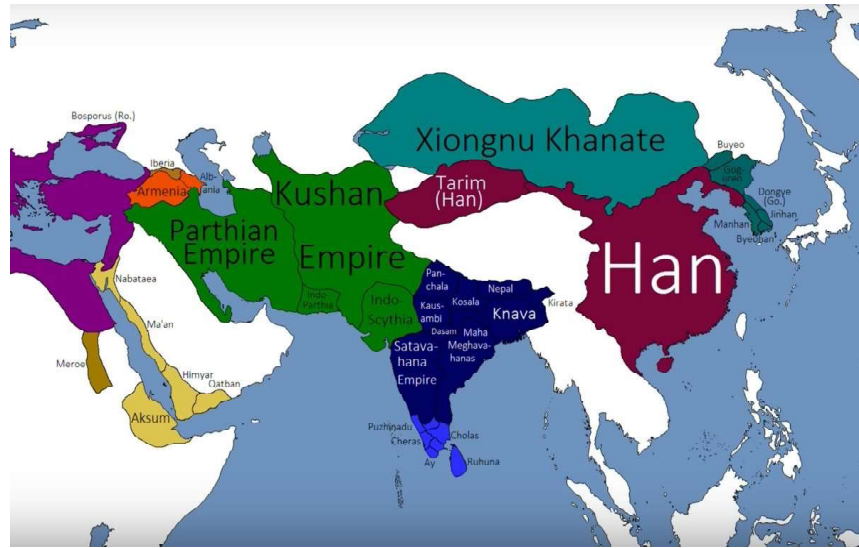 Bosporus (Ro.)
Iberia
Armenia
Alb-
ania
Parthian
Empire
Kushan
Empire
Xiongnu Khanate
Tarim
(Han)
Han
Buyeo
Gog-
Dongye
(Go.)
Jinhan
Manhan
Byeohan
Nabataea
Ma'an
Meroe
Himyar
Qatban
Aksum
Indo-
Parthia
Indo-
Scythia
Pan-
chala
Kaus-
ambi
Kosala
Nepal
Kirata
Knava
Dasam
Maha
Meghava-
hanas
Satava-
hana
Empire
Puzhinadu
Cheras
Ay
Cholas
Ruhuna